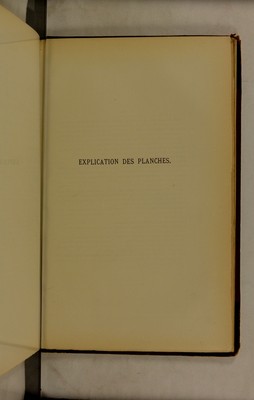 EXPLICATION DES PLANCHES.